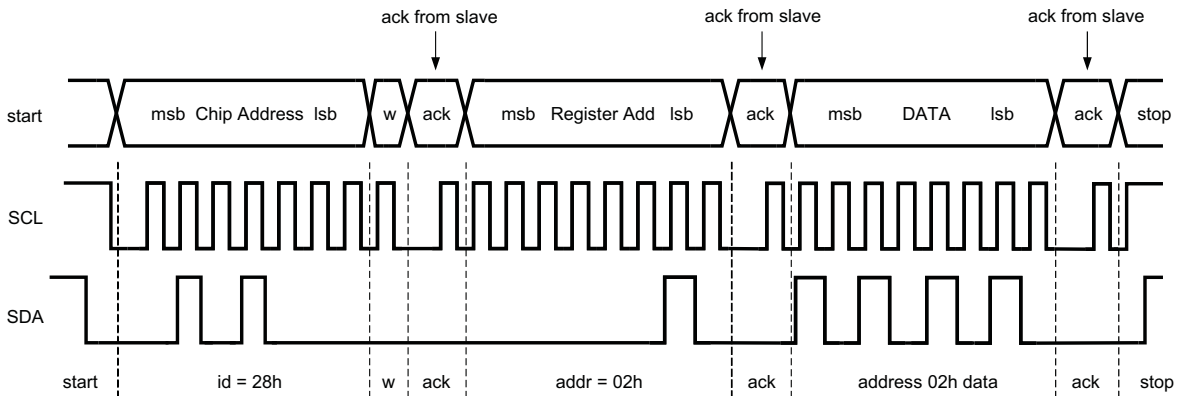 ack from slave ack from slave ack from slave
start msb Chip Address lsb w ack msb Register Add lsb ack msb DATA lsb ack stop
SCL
SDA
start id = 28h w ack addr = 02h ack address 02h data ack stop